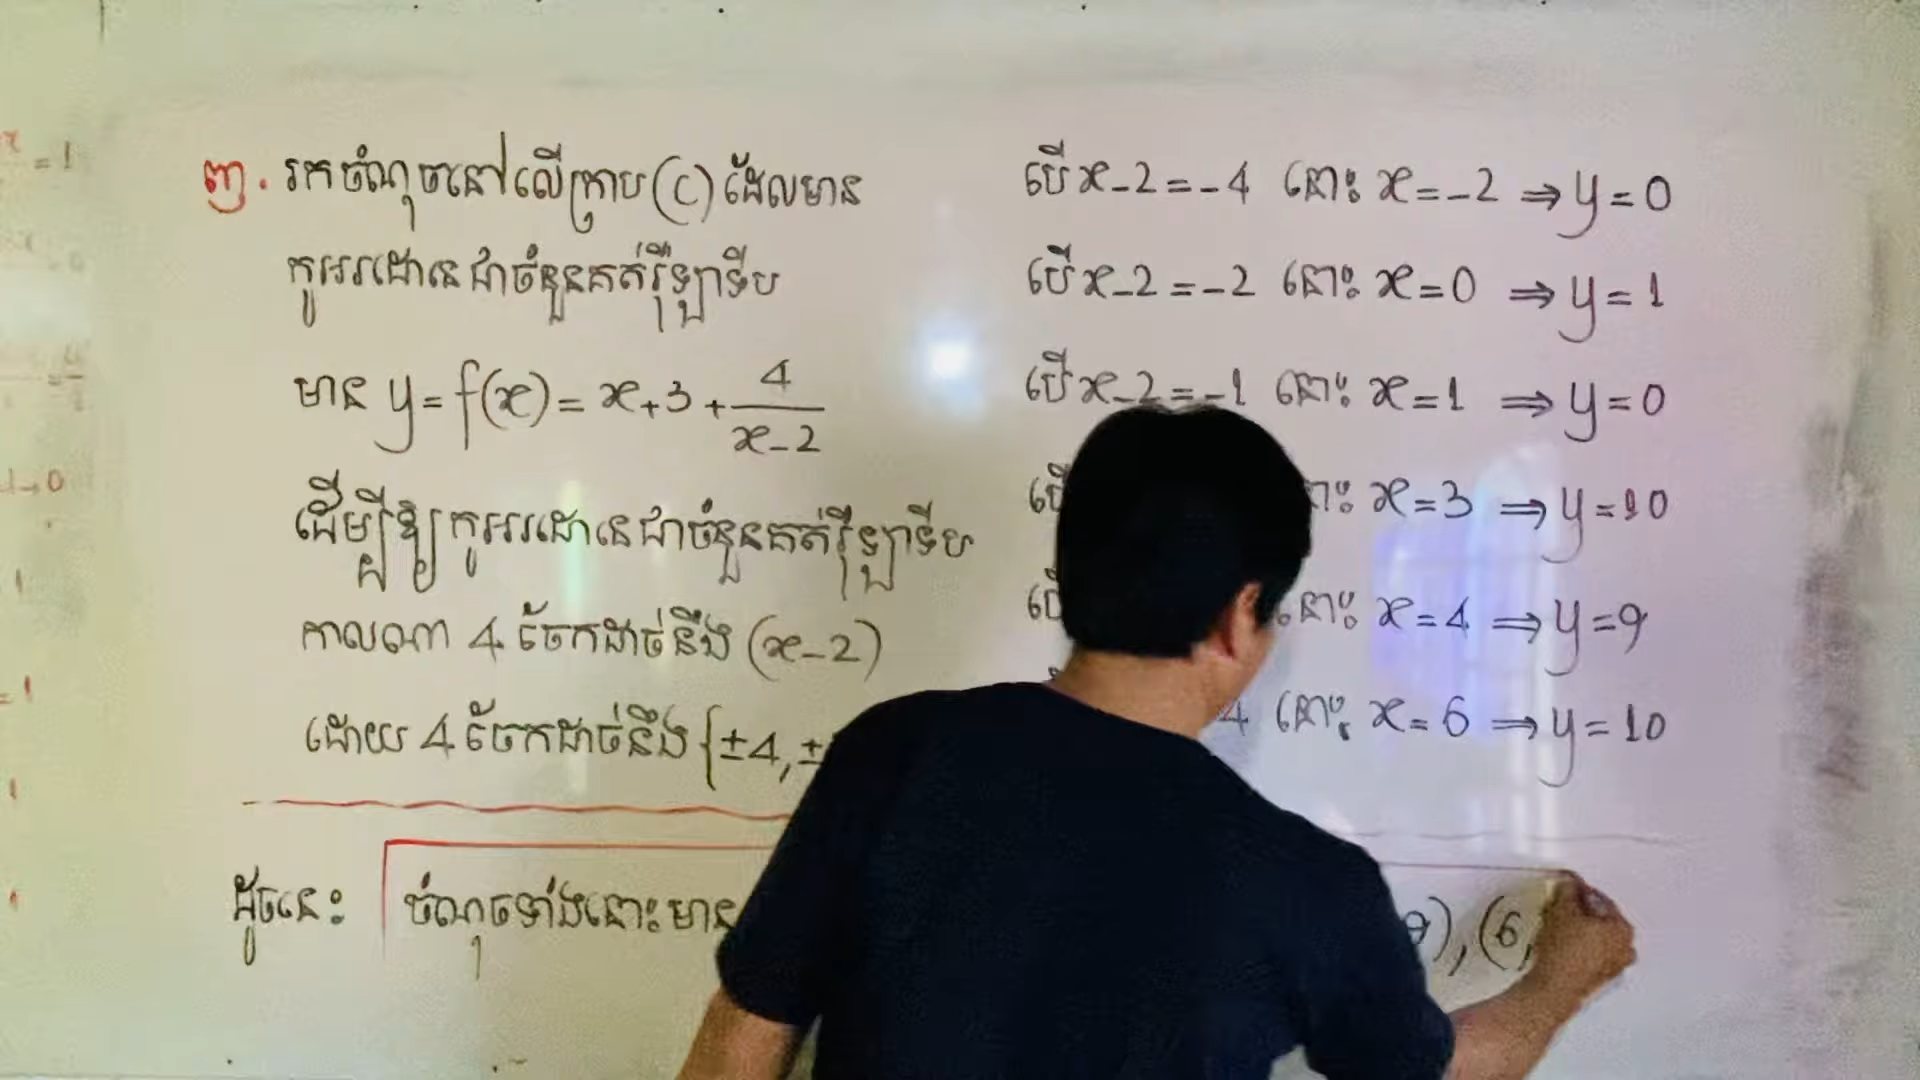 ញ. រកចំណុចនៅលើក្រាប (C) ដែលមាន
កូអរដោនេជាចំនួនគត់រ៉ឺឡាទីប
មាន y = f(x) = x + 3 + 4/(x - 2)
ដើម្បីឱ្យកូអរដោនេជាចំនួនគត់រ៉ឺឡាទីប
កាលណា 4 ចែកដាច់នឹង (x - 2)
ដោយ 4 ចែកដាច់នឹង {±4, ±
បើ x - 2 = -4 នោះ x = -2 ⇒ y = 0
បើ x - 2 = -2 នោះ x = 0 ⇒ y = 1
បើ x - 2 = -1 នោះ x = 1 ⇒ y = 0
បើ នោះ x = 3 ⇒ y = 10
បើ នោះ x = 4 ⇒ y = 9
4 នោះ x = 6 ⇒ y = 10
ដូចនេះ ចំណុចទាំងនោះមាន 9), (6,
= 1